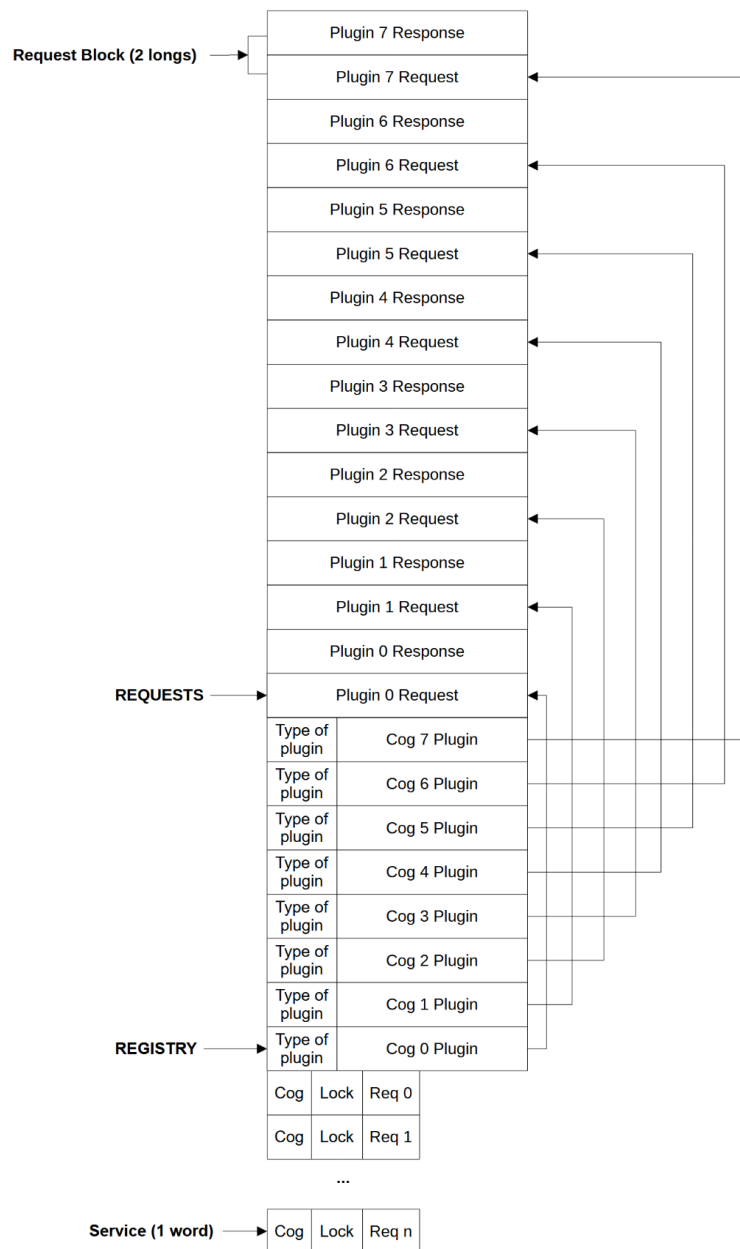 Plugin 7 Response
Request Block (2 longs)
Plugin 7 Request
Plugin 6 Response
Plugin 6 Request
Plugin 5 Response
Plugin 5 Request
Plugin 4 Response
Plugin 4 Request
Plugin 3 Response
Plugin 3 Request
Plugin 2 Response
Plugin 2 Request
Plugin 1 Response
Plugin 1 Request
Plugin 0 Response
REQUESTS
Plugin 0 Request
Type of
plugin
Cog 7 Plugin
Type of
plugin
Cog 6 Plugin
Type of
plugin
Cog 5 Plugin
Type of
plugin
Cog 4 Plugin
Type of
plugin
Cog 3 Plugin
Type of
plugin
Cog 2 Plugin
Type of
plugin
Cog 1 Plugin
REGISTRY
Type of
plugin
Cog 0 Plugin
Cog Lock Req 0
Cog Lock Req 1
...
Service (1 word)
Cog Lock Req n